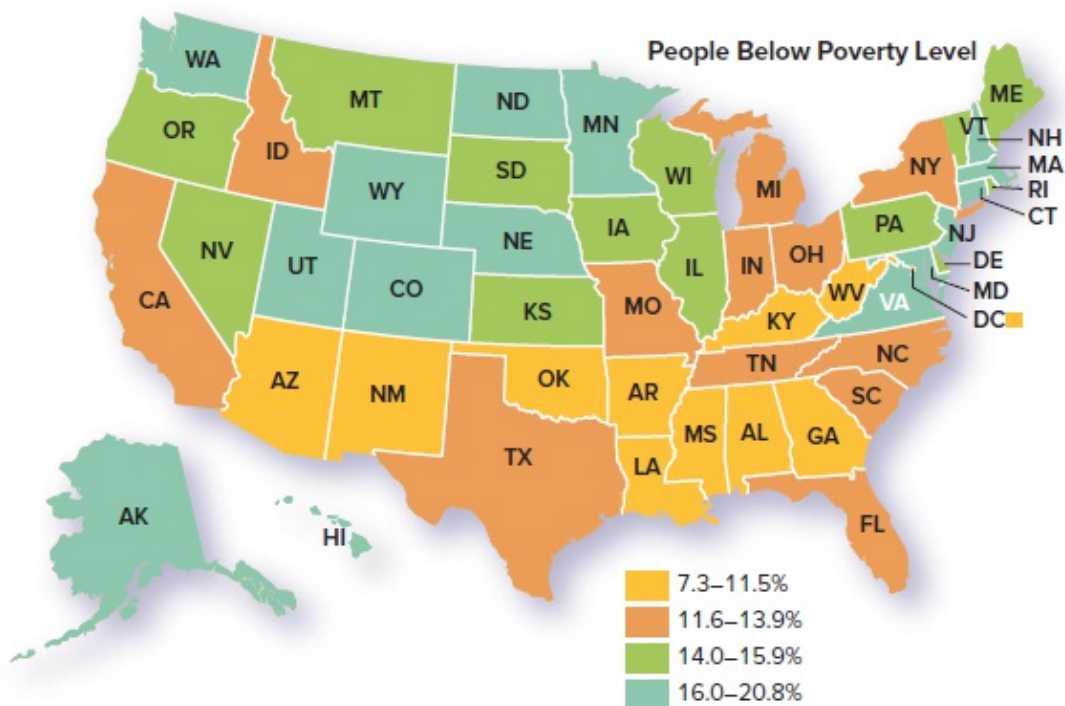 People Below Poverty Level
WA
MT
ND
MN
ME
VT
NH
OR
ID
WY
SD
WI
MI
NY
MA
RI
CT
NV
UT
CO
NE
IA
IL
IN
OH
PA
NJ
DE
MD
DC
CA
KS
MO
KY
WV
VA
AZ
NM
OK
AR
TN
NC
SC
TX
LA
MS
AL
GA
FL
AK
HI
7.3–11.5%
11.6–13.9%
14.0–15.9%
16.0–20.8%